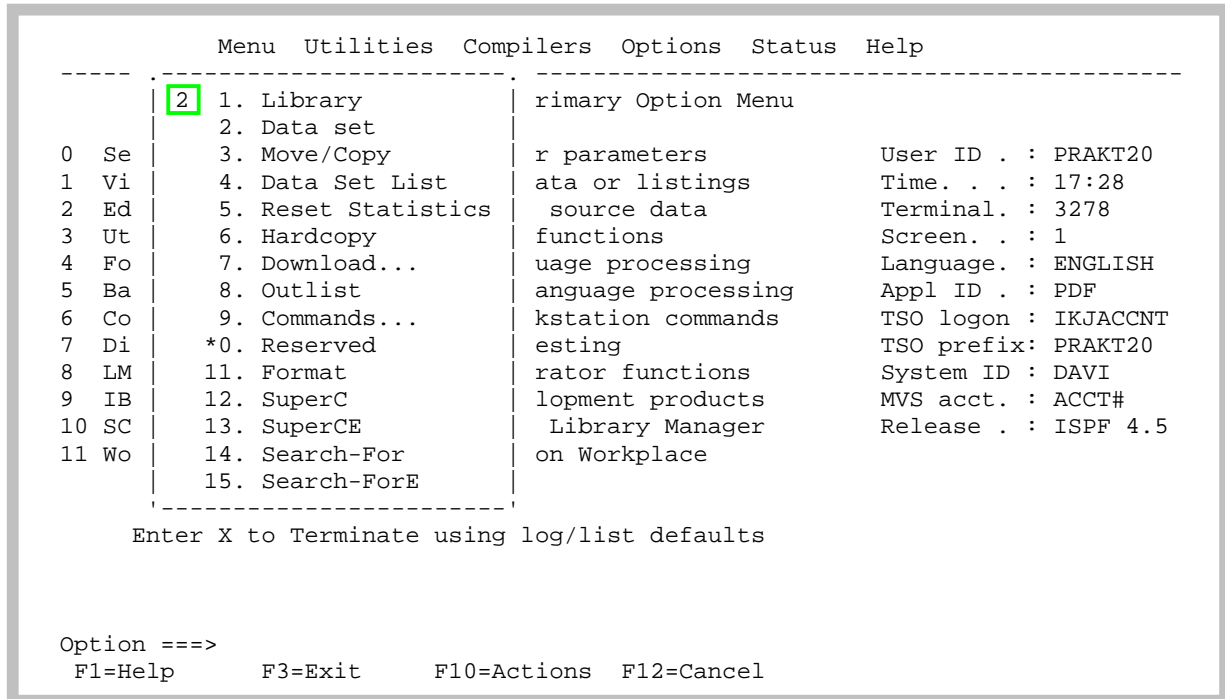 Menu  Utilities  Compilers  Options  Status  Help
----- .------------------------. ---------------------------------------------
      | 2  1. Library          | rimary Option Menu
      |    2. Data set         |
0  Se |    3. Move/Copy        | r parameters            User ID . : PRAKT20
1  Vi |    4. Data Set List    | ata or listings         Time. . . : 17:28
2  Ed |    5. Reset Statistics |  source data            Terminal. : 3278
3  Ut |    6. Hardcopy         | functions               Screen. . : 1
4  Fo |    7. Download...      | uage processing         Language. : ENGLISH
5  Ba |    8. Outlist          | anguage processing      Appl ID . : PDF
6  Co |    9. Commands...      | kstation commands       TSO logon : IKJACCNT
7  Di |   *0. Reserved         | esting                  TSO prefix: PRAKT20
8  LM |   11. Format           | rator functions         System ID : DAVI
9  IB |   12. SuperC           | lopment products        MVS acct. : ACCT#
10 SC |   13. SuperCE          |  Library Manager        Release . : ISPF 4.5
11 Wo |   14. Search-For       | on Workplace
      |   15. Search-ForE      |
      '------------------------'
     Enter X to Terminate using log/list defaults
Option ===>
 F1=Help      F3=Exit     F10=Actions  F12=Cancel